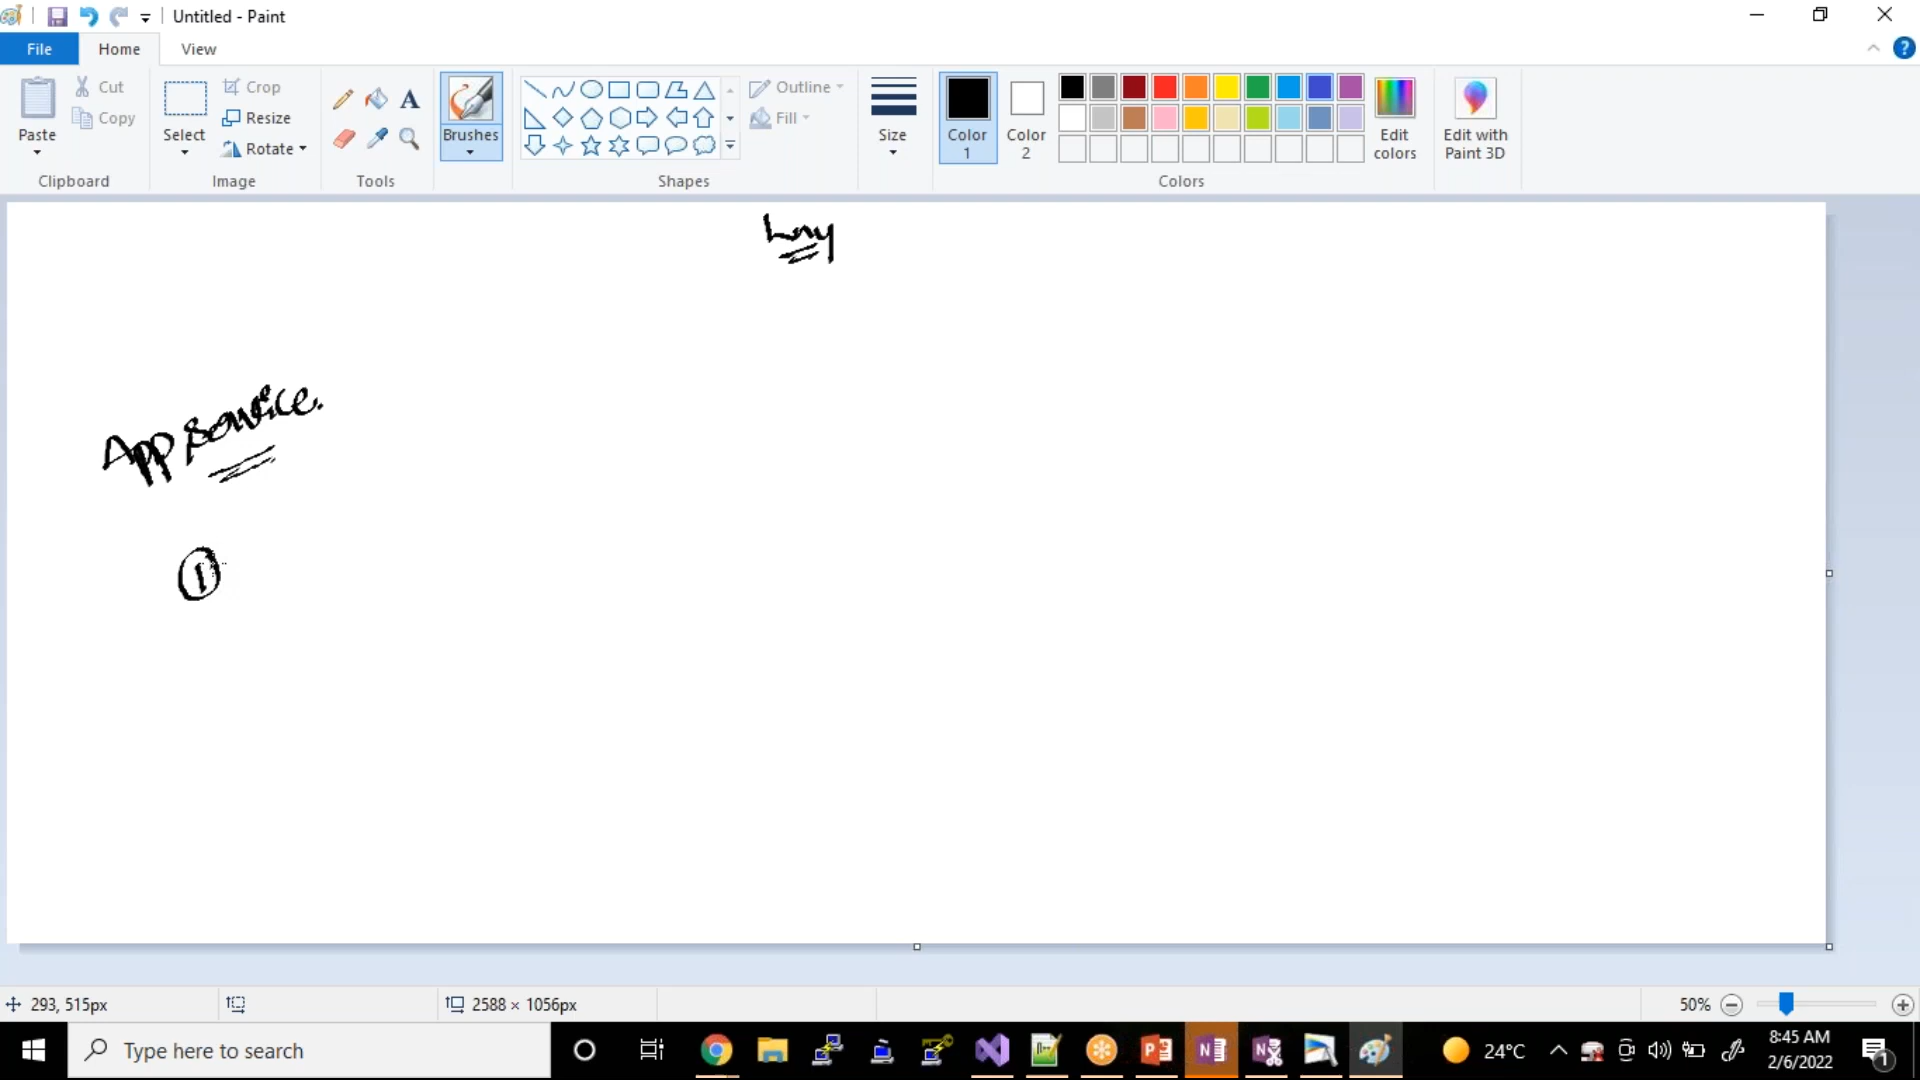 Untitled - Paint
File Home View
Paste Cut Copy Clipboard
Select Crop Resize Rotate Image
Tools
Brushes
Outline Fill Shapes
Size
Color 1 Color 2 Edit colors Colors
Edit with Paint 3D
App service.
1
293, 515px 2588 × 1056px 50%
Type here to search 24°C 8:45 AM
2/6/2022 1